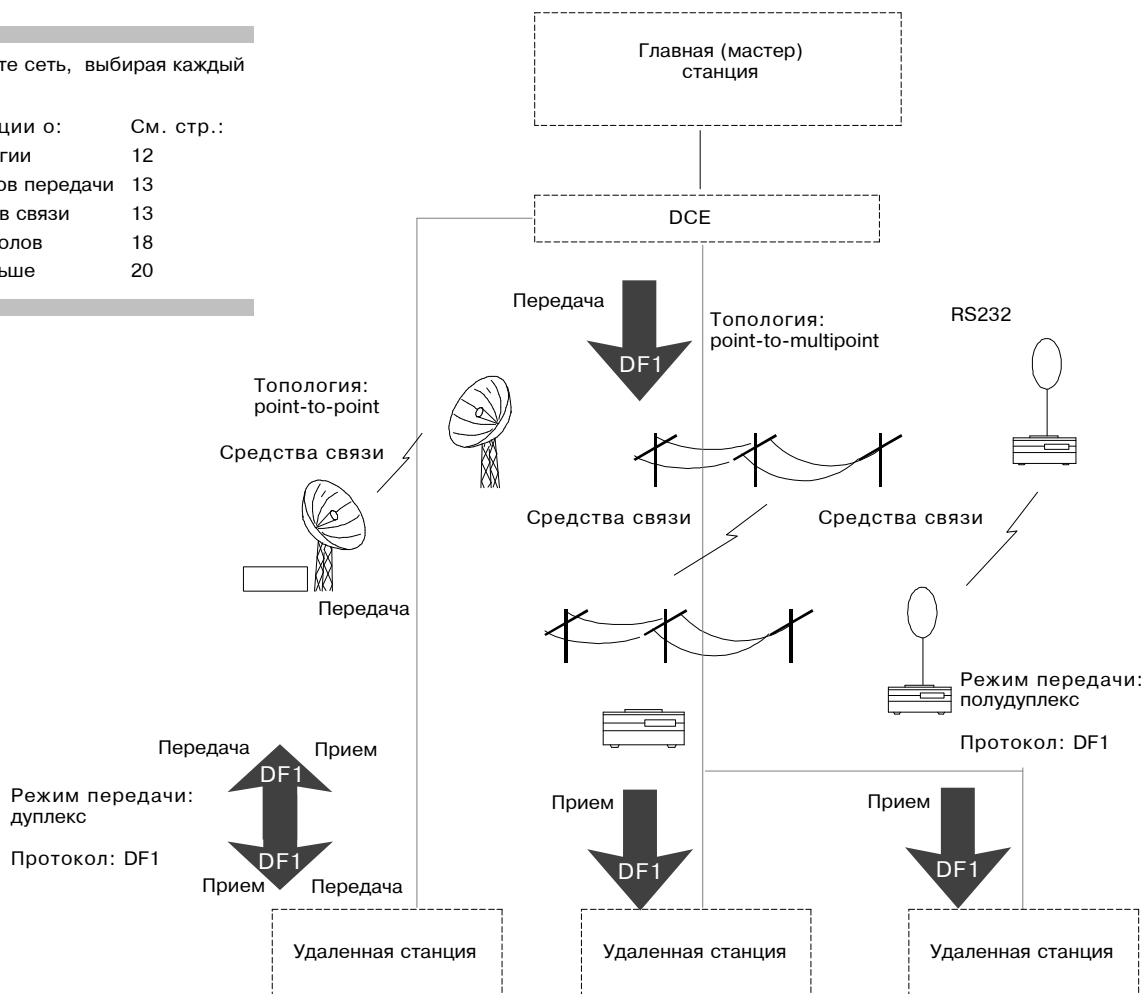 Главная (мастер)
станция
те сеть, выбирая каждый
ции о: См. стр.:
гии 12
ов передачи 13
в связи 13
олов 18
ьше 20
DCE
Передача
DF1
Топология:
point-to-multipoint
RS232
Топология:
point-to-point
Средства связи
Средства связи
Средства связи
Передача
Режим передачи:
полудуплекс
Протокол: DF1
Передача
Прием
DF1
Режим передачи:
дуплекс
Протокол: DF1
DF1
Прием
Передача
Прием
DF1
Прием
DF1
Удаленная станция
Удаленная станция
Удаленная станция